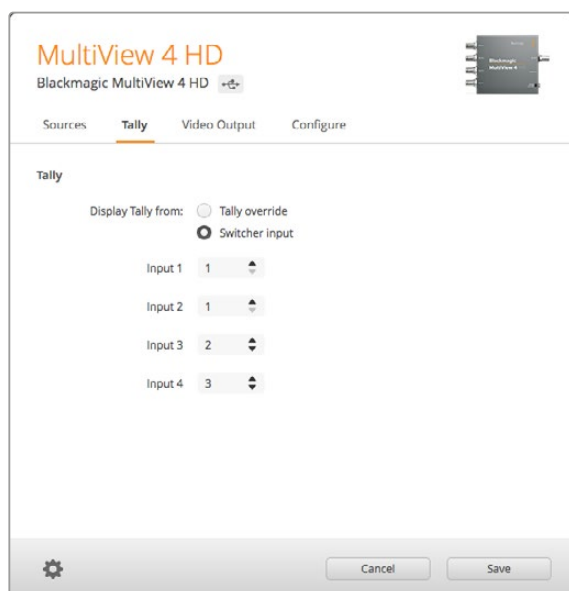 MultiView 4 HD
Blackmagic MultiView 4 HD
Sources Tally Video Output Configure
Tally
Display Tally from: Tally override
Switcher input
Input 1 1
Input 2 1
Input 3 2
Input 4 3
Cancel Save